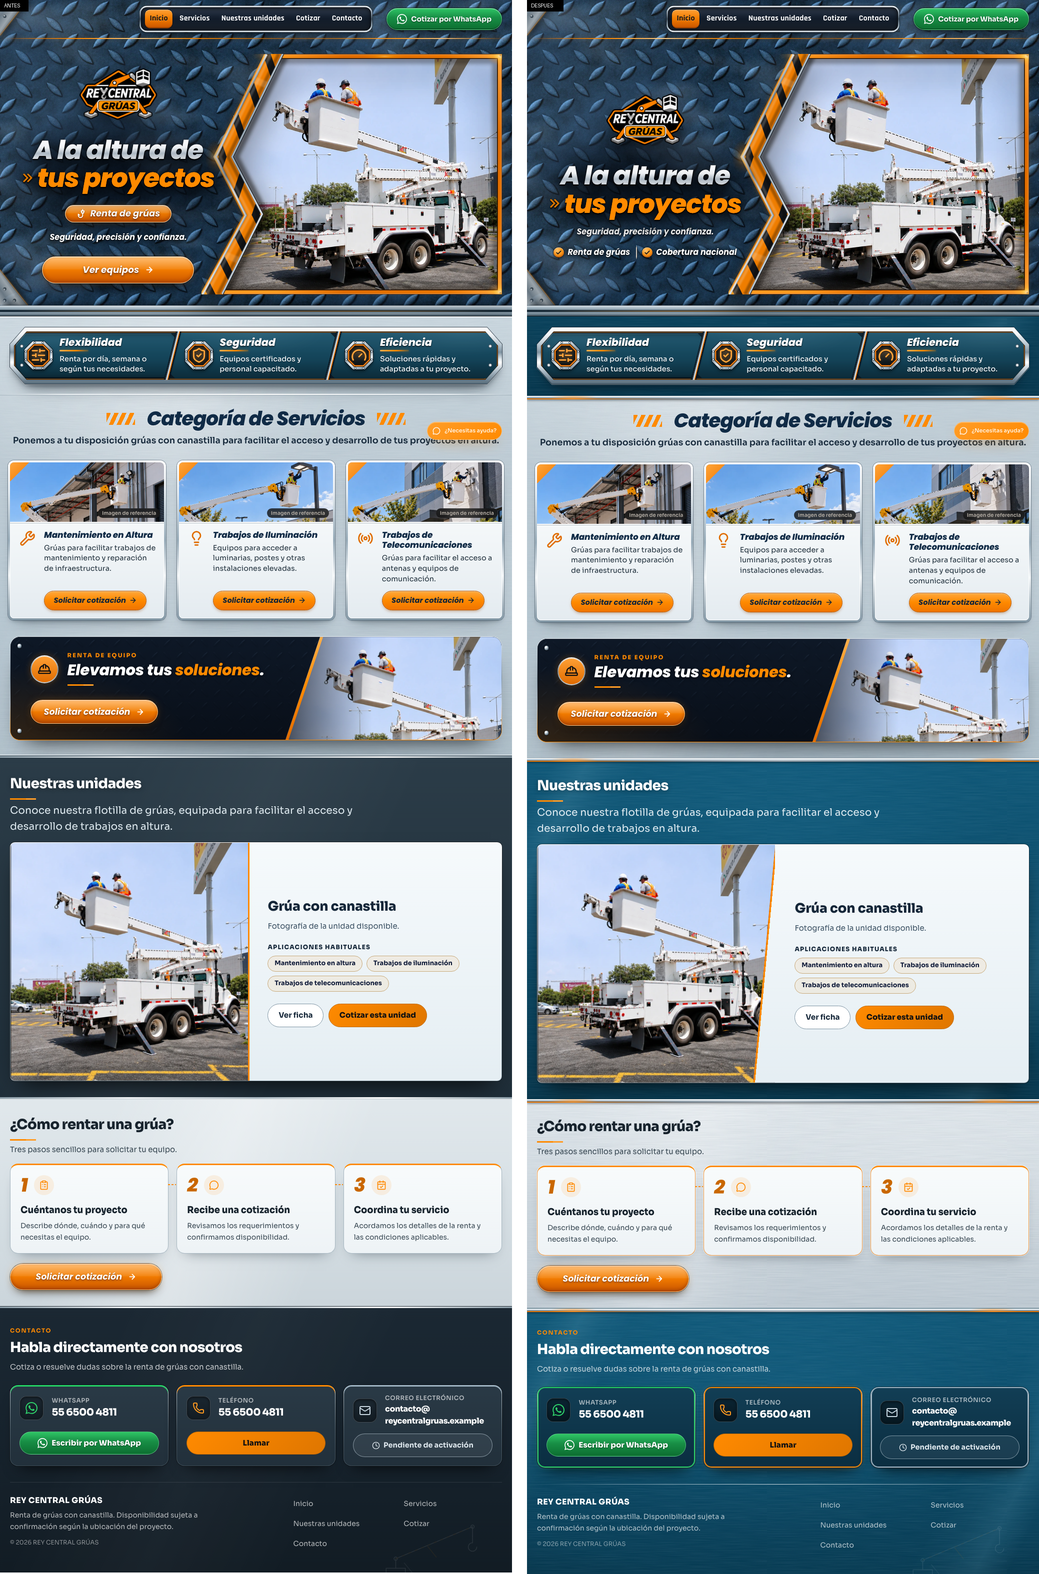 ANTES
Inicio Servicios Nuestras unidades Cotizar Contacto
Cotizar por WhatsApp
REY CENTRAL
GRÚAS
A la altura de
» tus proyectos
Renta de grúas
Seguridad, precisión y confianza.
Ver equipos →
Flexibilidad
Renta por día, semana o
según tus necesidades.
Seguridad
Equipos certificados y
personal capacitado.
Eficiencia
Soluciones rápidas y
adaptadas a tu proyecto.
Categoría de Servicios
¿Necesitas ayuda?
Ponemos a tu disposición grúas con canastilla para facilitar el acceso y desarrollo de tus proyectos en altura.
Imagen de referencia
Imagen de referencia
Imagen de referencia
Mantenimiento en Altura
Grúas para facilitar trabajos de
mantenimiento y reparación
de infraestructura.
Solicitar cotización →
Trabajos de Iluminación
Equipos para acceder a
luminarias, postes y otras
instalaciones elevadas.
Solicitar cotización →
Trabajos de
Telecomunicaciones
Grúas para facilitar el acceso a
antenas y equipos de
comunicación.
Solicitar cotización →
RENTA DE EQUIPO
Elevamos tus soluciones.
Solicitar cotización →
Nuestras unidades
Conoce nuestra flotilla de grúas, equipada para facilitar el acceso y
desarrollo de trabajos en altura.
Grúa con canastilla
Fotografía de la unidad disponible.
APLICACIONES HABITUALES
Mantenimiento en altura
Trabajos de iluminación
Trabajos de telecomunicaciones
Ver ficha
Cotizar esta unidad
¿Cómo rentar una grúa?
Tres pasos sencillos para solicitar tu equipo.
1
Cuéntanos tu proyecto
Describe dónde, cuándo y para qué
necesitas el equipo.
2
Recibe una cotización
Revisamos los requerimientos y
confirmamos disponibilidad.
3
Coordina tu servicio
Acordamos los detalles de la renta y
las condiciones aplicables.
Solicitar cotización →
CONTACTO
Habla directamente con nosotros
Cotiza o resuelve dudas sobre la renta de grúas con canastilla.
WHATSAPP
55 6500 4811
Escribir por WhatsApp
TELÉFONO
55 6500 4811
Llamar
CORREO ELECTRÓNICO
contacto@
reycentralgruas.example
Pendiente de activación
REY CENTRAL GRÚAS
Renta de grúas con canastilla. Disponibilidad sujeta a
confirmación según la ubicación del proyecto.
© 2026 REY CENTRAL GRÚAS
Inicio
Servicios
Nuestras unidades
Cotizar
Contacto
DESPUES
Inicio Servicios Nuestras unidades Cotizar Contacto
Cotizar por WhatsApp
REY CENTRAL
GRÚAS
A la altura de
» tus proyectos
Seguridad, precisión y confianza.
Renta de grúas | Cobertura nacional
Flexibilidad
Renta por día, semana o
según tus necesidades.
Seguridad
Equipos certificados y
personal capacitado.
Eficiencia
Soluciones rápidas y
adaptadas a tu proyecto.
Categoría de Servicios
¿Necesitas ayuda?
Ponemos a tu disposición grúas con canastilla para facilitar el acceso y desarrollo de tus proyectos en altura.
Imagen de referencia
Imagen de referencia
Imagen de referencia
Mantenimiento en Altura
Grúas para facilitar trabajos de
mantenimiento y reparación
de infraestructura.
Solicitar cotización →
Trabajos de Iluminación
Equipos para acceder a
luminarias, postes y otras
instalaciones elevadas.
Solicitar cotización →
Trabajos de
Telecomunicaciones
Grúas para facilitar el acceso a
antenas y equipos de
comunicación.
Solicitar cotización →
RENTA DE EQUIPO
Elevamos tus soluciones.
Solicitar cotización →
Nuestras unidades
Conoce nuestra flotilla de grúas, equipada para facilitar el acceso y
desarrollo de trabajos en altura.
Grúa con canastilla
Fotografía de la unidad disponible.
APLICACIONES HABITUALES
Mantenimiento en altura
Trabajos de iluminación
Trabajos de telecomunicaciones
Ver ficha
Cotizar esta unidad
¿Cómo rentar una grúa?
Tres pasos sencillos para solicitar tu equipo.
1
Cuéntanos tu proyecto
Describe dónde, cuándo y para qué
necesitas el equipo.
2
Recibe una cotización
Revisamos los requerimientos y
confirmamos disponibilidad.
3
Coordina tu servicio
Acordamos los detalles de la renta y
las condiciones aplicables.
Solicitar cotización →
CONTACTO
Habla directamente con nosotros
Cotiza o resuelve dudas sobre la renta de grúas con canastilla.
WHATSAPP
55 6500 4811
Escribir por WhatsApp
TELÉFONO
55 6500 4811
Llamar
CORREO ELECTRÓNICO
contacto@
reycentralgruas.example
Pendiente de activación
REY CENTRAL GRÚAS
Renta de grúas con canastilla. Disponibilidad sujeta a
confirmación según la ubicación del proyecto.
© 2026 REY CENTRAL GRÚAS
Inicio
Servicios
Nuestras unidades
Cotizar
Contacto